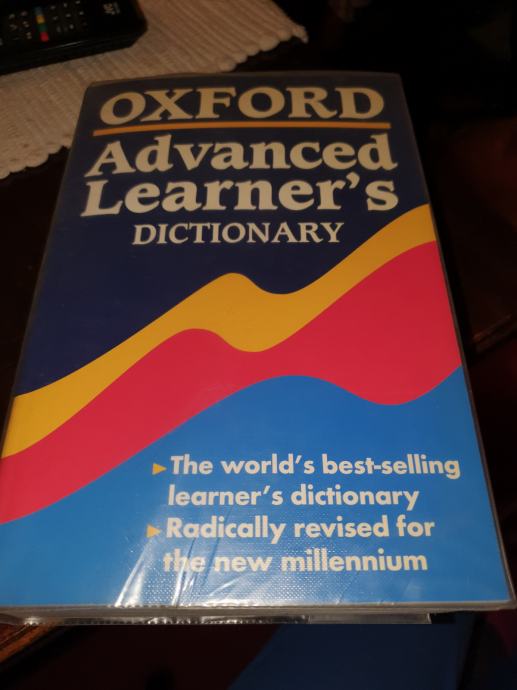 OXFORD
Advanced
Learner's
DICTIONARY
The world's best-selling
learner's dictionary
Radically revised for
the new millennium